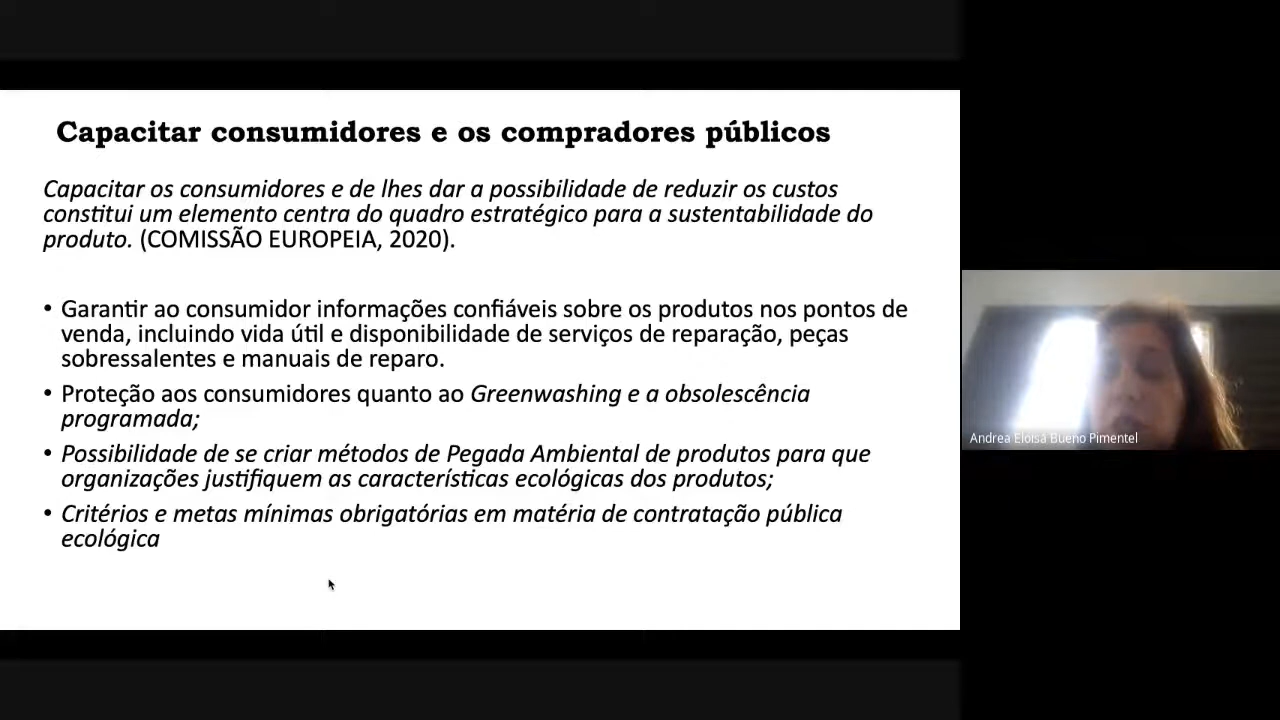 Capacitar consumidores e os compradores públicos
Capacitar os consumidores e de lhes dar a possibilidade de reduzir os custos
constitui um elemento centra do quadro estratégico para a sustentabilidade do
produto. (COMISSÃO EUROPEIA, 2020).
• Garantir ao consumidor informações confiáveis sobre os produtos nos pontos de
venda, incluindo vida útil e disponibilidade de serviços de reparação, peças
sobressalentes e manuais de reparo.
• Proteção aos consumidores quanto ao Greenwashing e a obsolescência
programada;
• Possibilidade de se criar métodos de Pegada Ambiental de produtos para que
organizações justifiquem as características ecológicas dos produtos;
• Critérios e metas mínimas obrigatórias em matéria de contratação pública
ecológica
Andrea Eloisa Bueno Pimentel